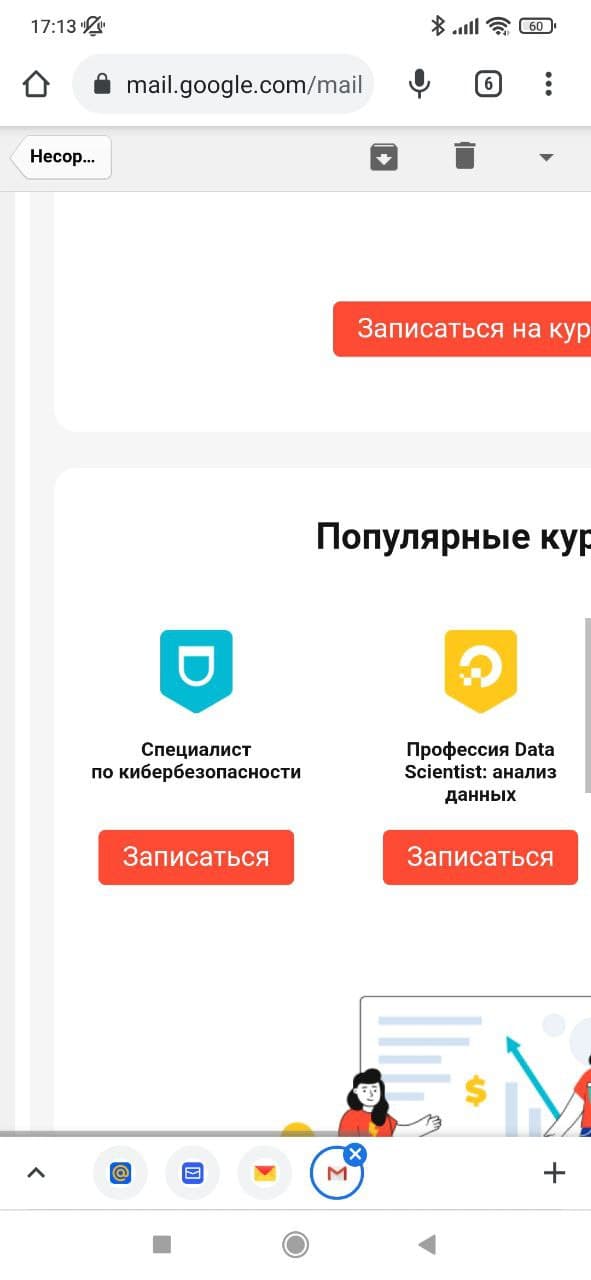 17:13
60
mail.google.com/mail
6
Несор...
Записаться на кур
Популярные кур
Специалист
по кибербезопасности
Профессия Data
Scientist: анализ
данных
Записаться
Записаться
$